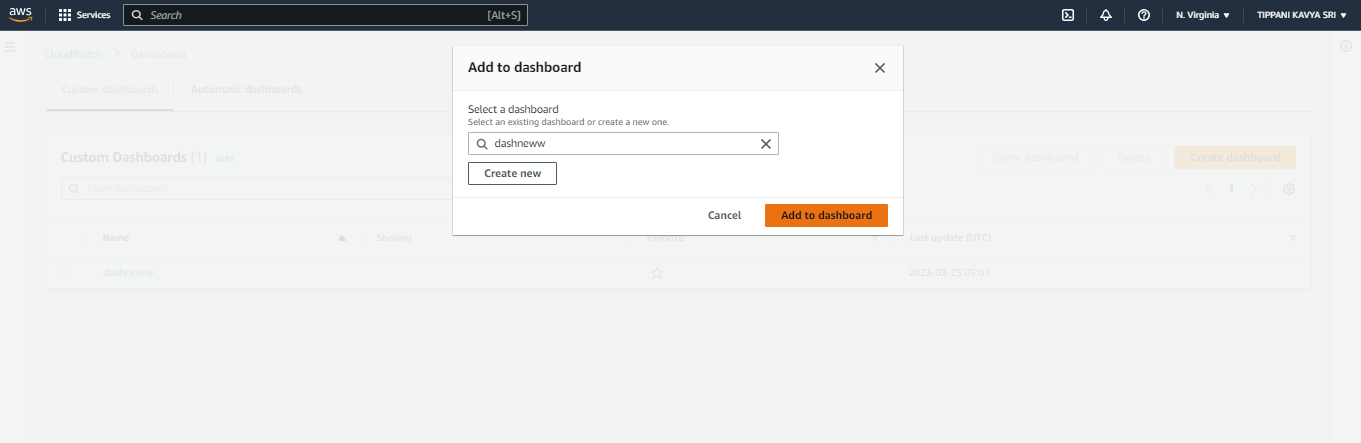 aws Services Search [Alt+S] N. Virginia TIPPANI KAVYA SRI
CloudWatch Dashboards
Add to dashboard
Custom dashboards Automatic dashboards
Select a dashboard
Select an existing dashboard or create a new one.
dashneww
Custom Dashboards (1) Info
Share dashboard Delete Create dashboard
Create new
Filter dashboards
1
Cancel Add to dashboard
Name Sharing Favorite Last update (UTC)
dashneww 2023-03-23 05:01